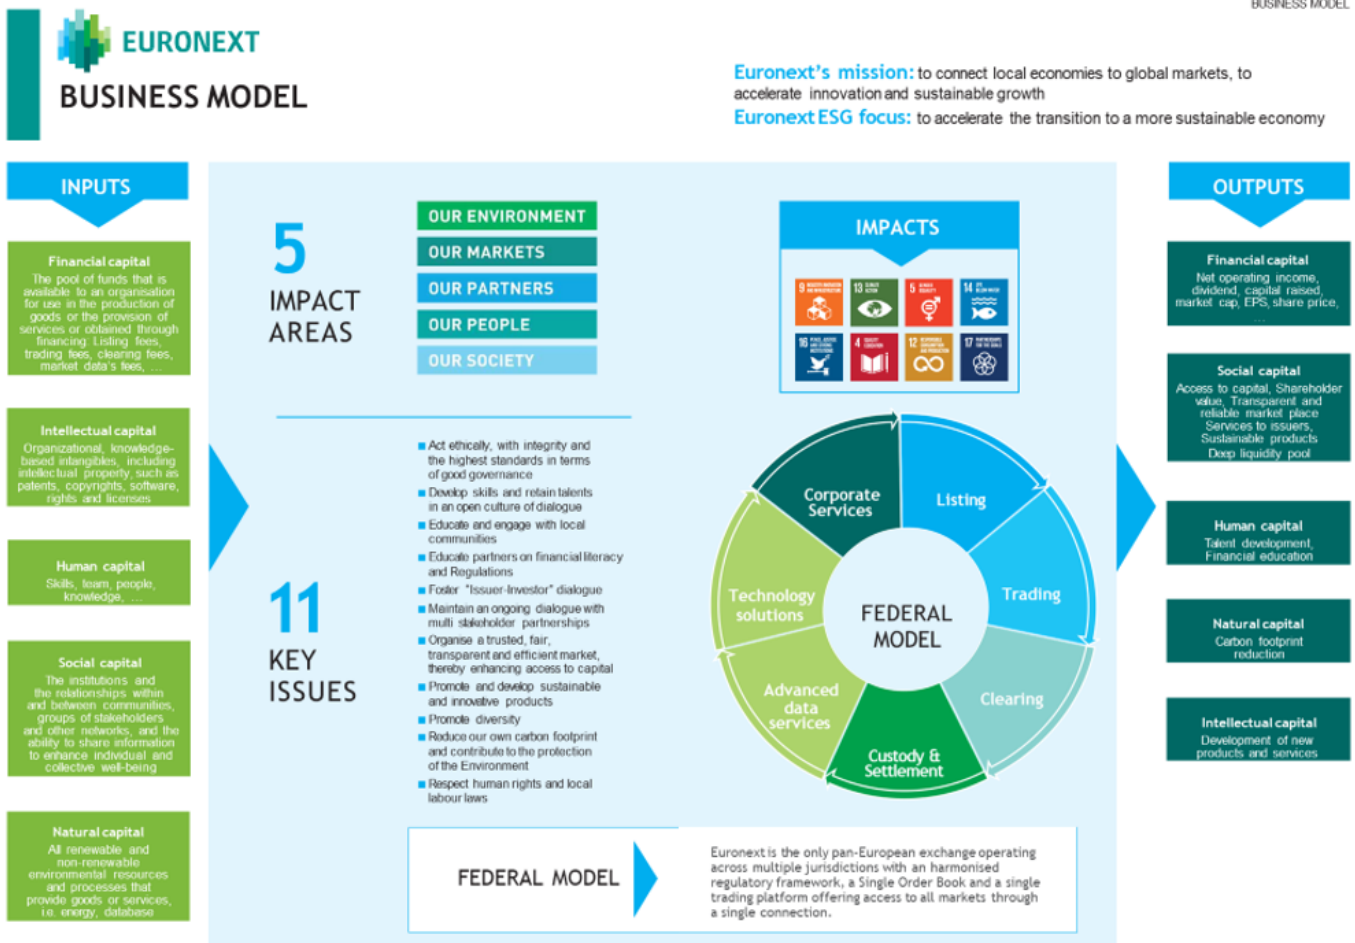 BUSINESS MODEL
EURONEXT
BUSINESS MODEL
Euronext's mission: to connect local economies to global markets, to
accelerate innovation and sustainable growth
Euronext ESG focus: to accelerate the transition to a more sustainable economy
INPUTS
Financial capital
The pool of funds that is
available to an organisation
for use in the production of
goods or the provision of
services or obtained through
financing. Listing fees,
trading fees, clearing fees,
market data's fees, ...
Intellectual capital
Organizational, knowledge-
based intangibles, including
intellectual property, such as
patents, copyrights, software,
rights and licenses
Human capital
Skills, team, people,
knowledge, ...
Social capital
The institutions and
the relationships within
and between communities,
groups of stakeholders
and other networks, and the
ability to share information
to enhance individual and
collective well-being
Natural capital
All renewable and
non-renewable
environmental resources
and processes that
provide goods or services,
i.e. energy, database
5
IMPACT
AREAS
OUR ENVIRONMENT
OUR MARKETS
OUR PARTNERS
OUR PEOPLE
OUR SOCIETY
11
KEY
ISSUES
Act ethically, with integrity and
the highest standards in terms
of good governance
Develop skills and retain talents
in an open culture of dialogue
Educate and engage with local
communities
Educate partners on financial literacy
and Regulations
Foster "Issuer-Investor" dialogue
Maintain an ongoing dialogue with
multi stakeholder partnerships
Organise a trusted, fair,
transparent and efficient market,
thereby enhancing access to capital
Promote and develop sustainable
and innovative products
Promote diversity
Reduce our own carbon footprint
and contribute to the protection
of the Environment
Respect human rights and local
labour laws
IMPACTS
9
13 CLIMATE
ACTION
5 GENDER
EQUALITY
14
16
4 QUALITY
EDUCATION
12
17
Corporate
Services
Listing
Trading
Clearing
Custody &
Settlement
Advanced
data
services
Technology
solutions
FEDERAL
MODEL
FEDERAL MODEL
Euronext is the only pan-European exchange operating
across multiple jurisdictions with an harmonised
regulatory framework, a Single Order Book and a single
trading platform offering access to all markets through
a single connection.
OUTPUTS
Financial capital
Net operating income,
dividend, capital raised,
market cap, EPS, share price,
...
Social capital
Access to capital, Shareholder
value, Transparent and
reliable market place
Services to issuers,
Sustainable products
Deep liquidity pool
Human capital
Talent development,
Financial education
Natural capital
Carbon footprint
reduction
Intellectual capital
Development of new
products and services